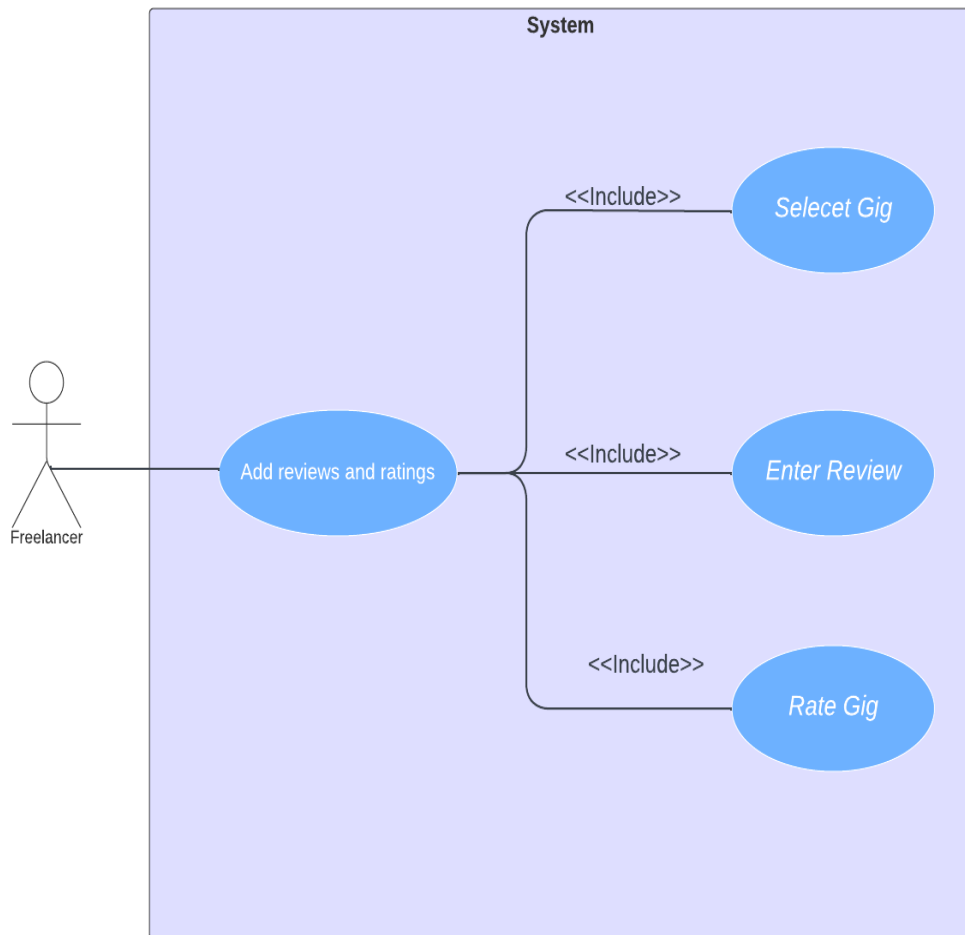 System
<<Include>>
Selecet Gig
Freelancer
Add reviews and ratings
<<Include>>
Enter Review
<<Include>>
Rate Gig